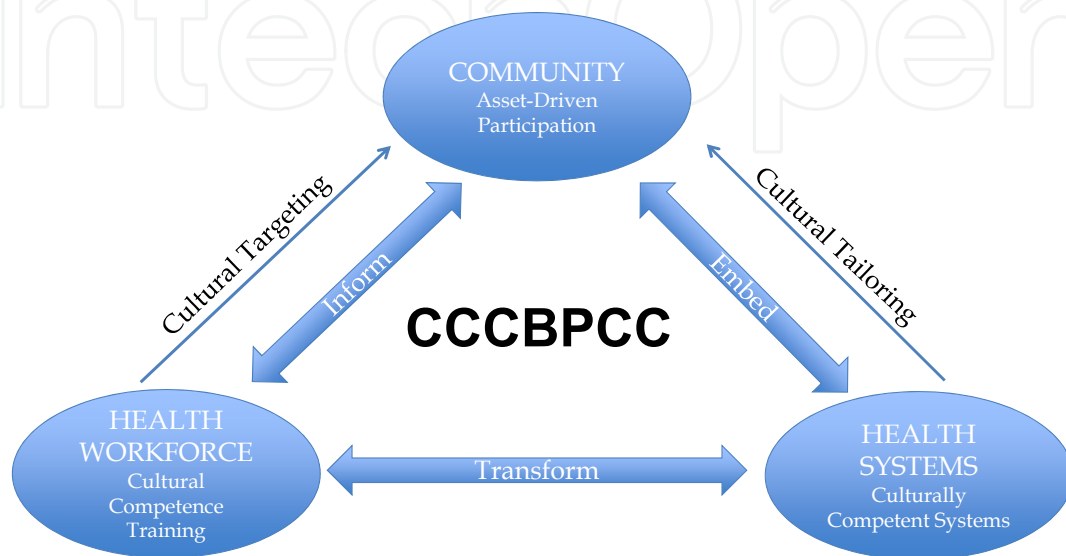 IntechOpen
COMMUNITY
Asset-Driven
Participation
Cultural Targeting
Inform
Embed
Cultural Tailoring
CCCBPCC
HEALTH
WORKFORCE
Cultural
Competence
Training
Transform
HEALTH
SYSTEMS
Culturally
Competent Systems